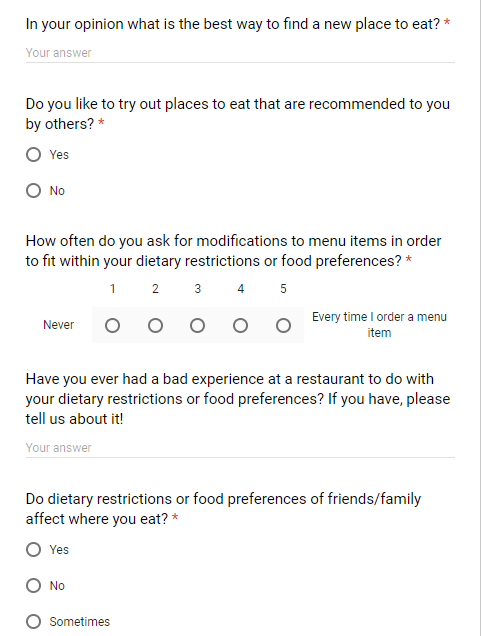 In your opinion what is the best way to find a new place to eat? *
Your answer
Do you like to try out places to eat that are recommended to you
by others? *
Yes
No
How often do you ask for modifications to menu items in order
to fit within your dietary restrictions or food preferences? *
1 2 3 4 5
Never
Every time I order a menu
item
Have you ever had a bad experience at a restaurant to do with
your dietary restrictions or food preferences? If you have, please
tell us about it!
Your answer
Do dietary restrictions or food preferences of friends/family
affect where you eat? *
Yes
No
Sometimes